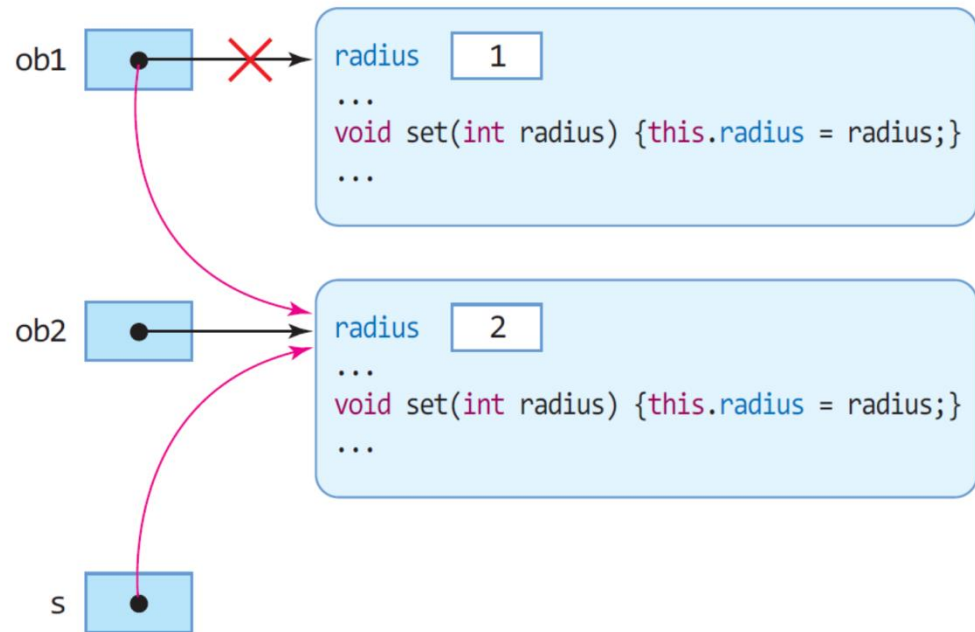 ob1
radius 1
...
void set(int radius) {this.radius = radius;}
...
ob2
radius 2
...
void set(int radius) {this.radius = radius;}
...
s